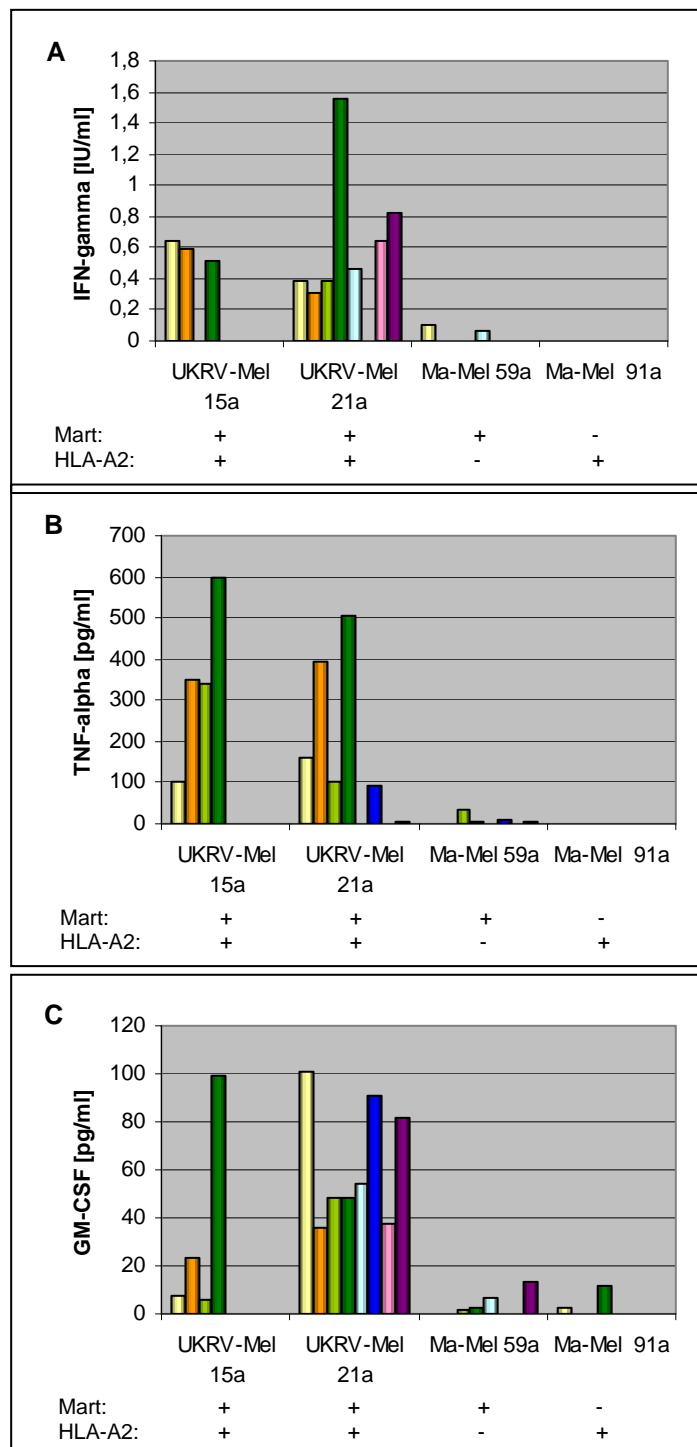 A
IFN-gamma [IU/ml]
1,8
1,6
1,4
1,2
1
0,8
0,6
0,4
0,2
0
UKRV-Mel 15a
UKRV-Mel 21a
Ma-Mel 59a
Ma-Mel 91a
Mart: + + + -
HLA-A2: + + - +
B
TNF-alpha [pg/ml]
700
600
500
400
300
200
100
0
UKRV-Mel 15a
UKRV-Mel 21a
Ma-Mel 59a
Ma-Mel 91a
Mart: + + + -
HLA-A2: + + - +
C
GM-CSF [pg/ml]
120
100
80
60
40
20
0
UKRV-Mel 15a
UKRV-Mel 21a
Ma-Mel 59a
Ma-Mel 91a
Mart: + + + -
HLA-A2: + + - +